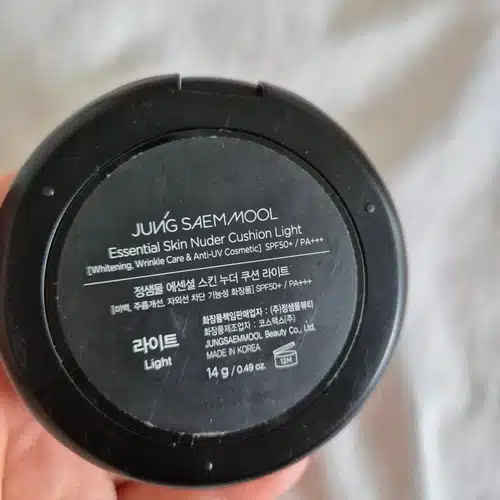 JUNG SAEMMOOL
Essential Skin Nuder Cushion Light
[Whitening, Wrinkle Care & Anti-UV Cosmetic] SPF50+ / PA+++
정샘물 에센셜 스킨 누더 쿠션 라이트
[미백, 주름개선, 자외선 차단 기능성 화장품] SPF50+ / PA+++
라이트
Light
화장품책임판매업자 : (주)정샘물뷰티
화장품제조업자 : 코스맥스(주)
JUNGSAEMMOOL Beauty Co., Ltd.
MADE IN KOREA
14 g / 0.49 oz.
12M